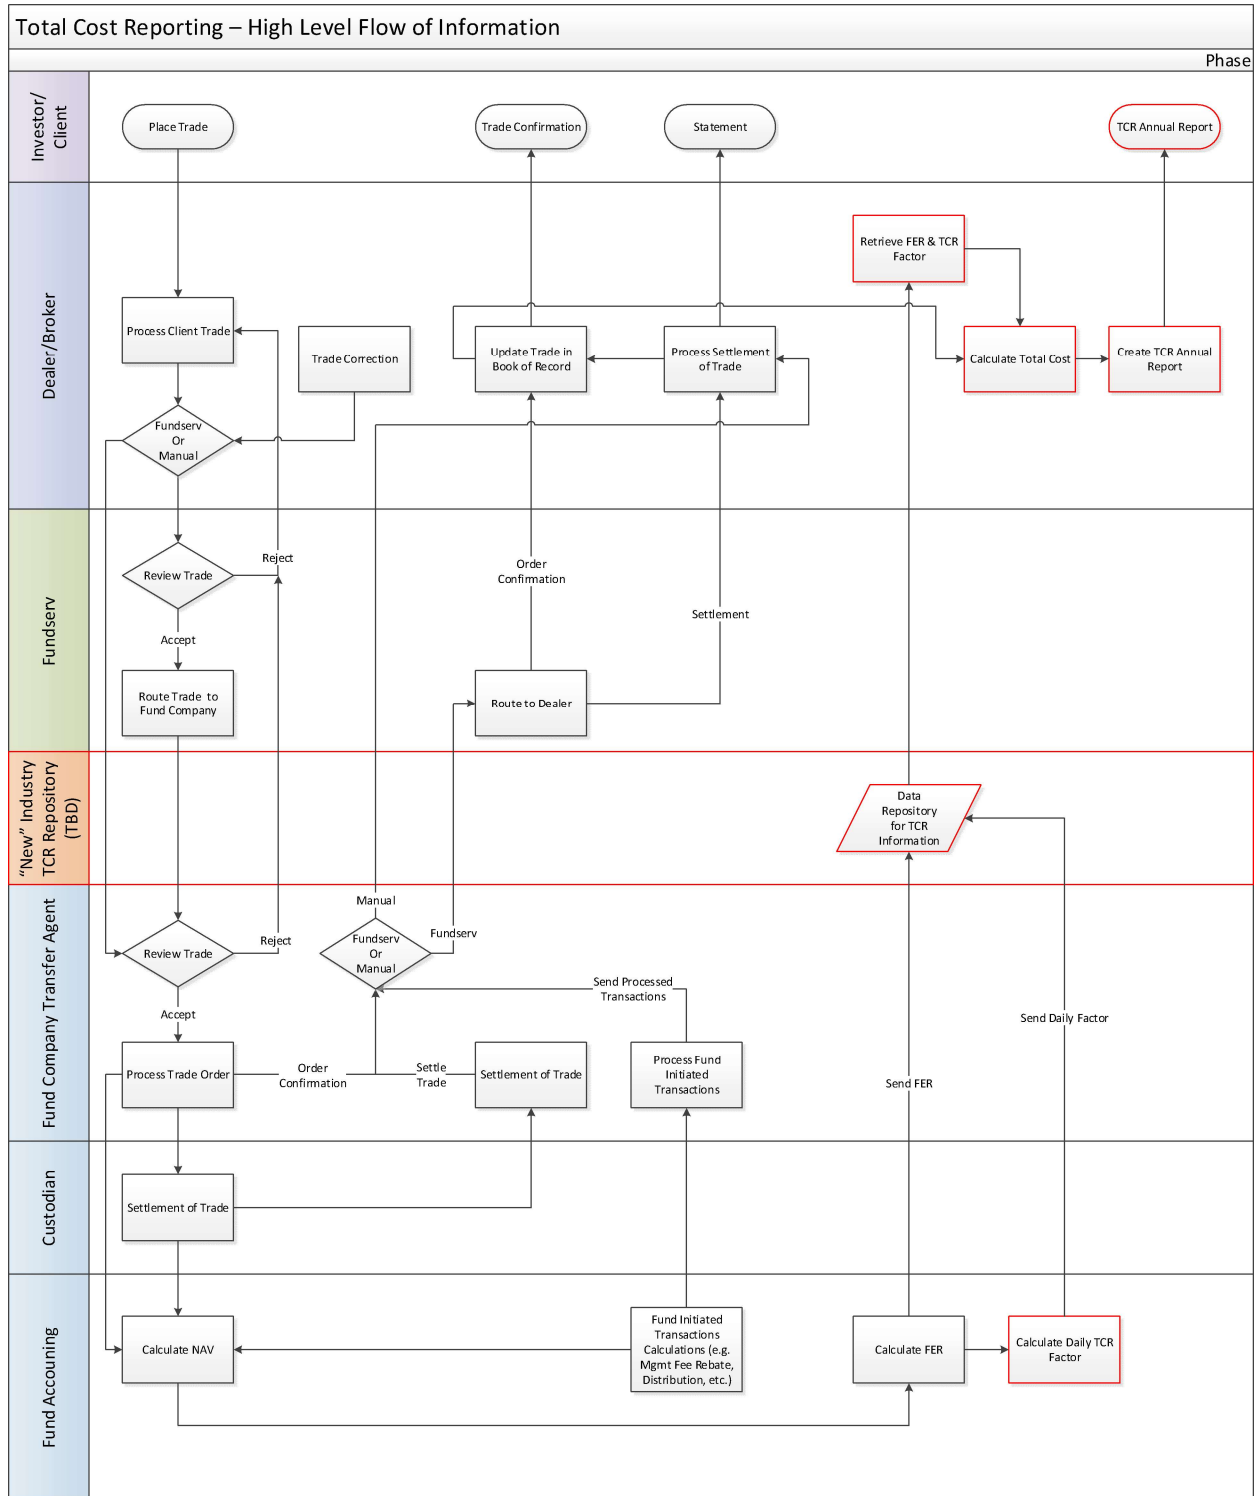 Total Cost Reporting – High Level Flow of Information
Phase
Investor/
Client
Place Trade
Trade Confirmation
Statement
TCR Annual Report
Dealer/Broker
Retrieve FER & TCR
Factor
Process Client Trade
Trade Correction
Update Trade in
Book of Record
Process Settlement
of Trade
Calculate Total Cost
Create TCR Annual
Report
Fundserv
Or
Manual
Fundserv
Review Trade
Reject
Order
Confirmation
Settlement
Accept
Route Trade to
Fund Company
Route to Dealer
"New" Industry
TCR Repository
(TBD)
Data
Repository
for TCR
Information
Fund Company Transfer Agent
Manual
Review Trade
Reject
Fundserv
Or
Manual
Fundserv
Send Processed
Transactions
Accept
Send Daily Factor
Process Trade Order
Order
Confirmation
Settle
Trade
Settlement of Trade
Process Fund
Initiated
Transactions
Send FER
Custodian
Settlement of Trade
Fund Accouning
Calculate NAV
Fund Initiated
Transactions
Calculations (e.g.
Mgmt Fee Rebate,
Distribution, etc.)
Calculate FER
Calculate Daily TCR
Factor